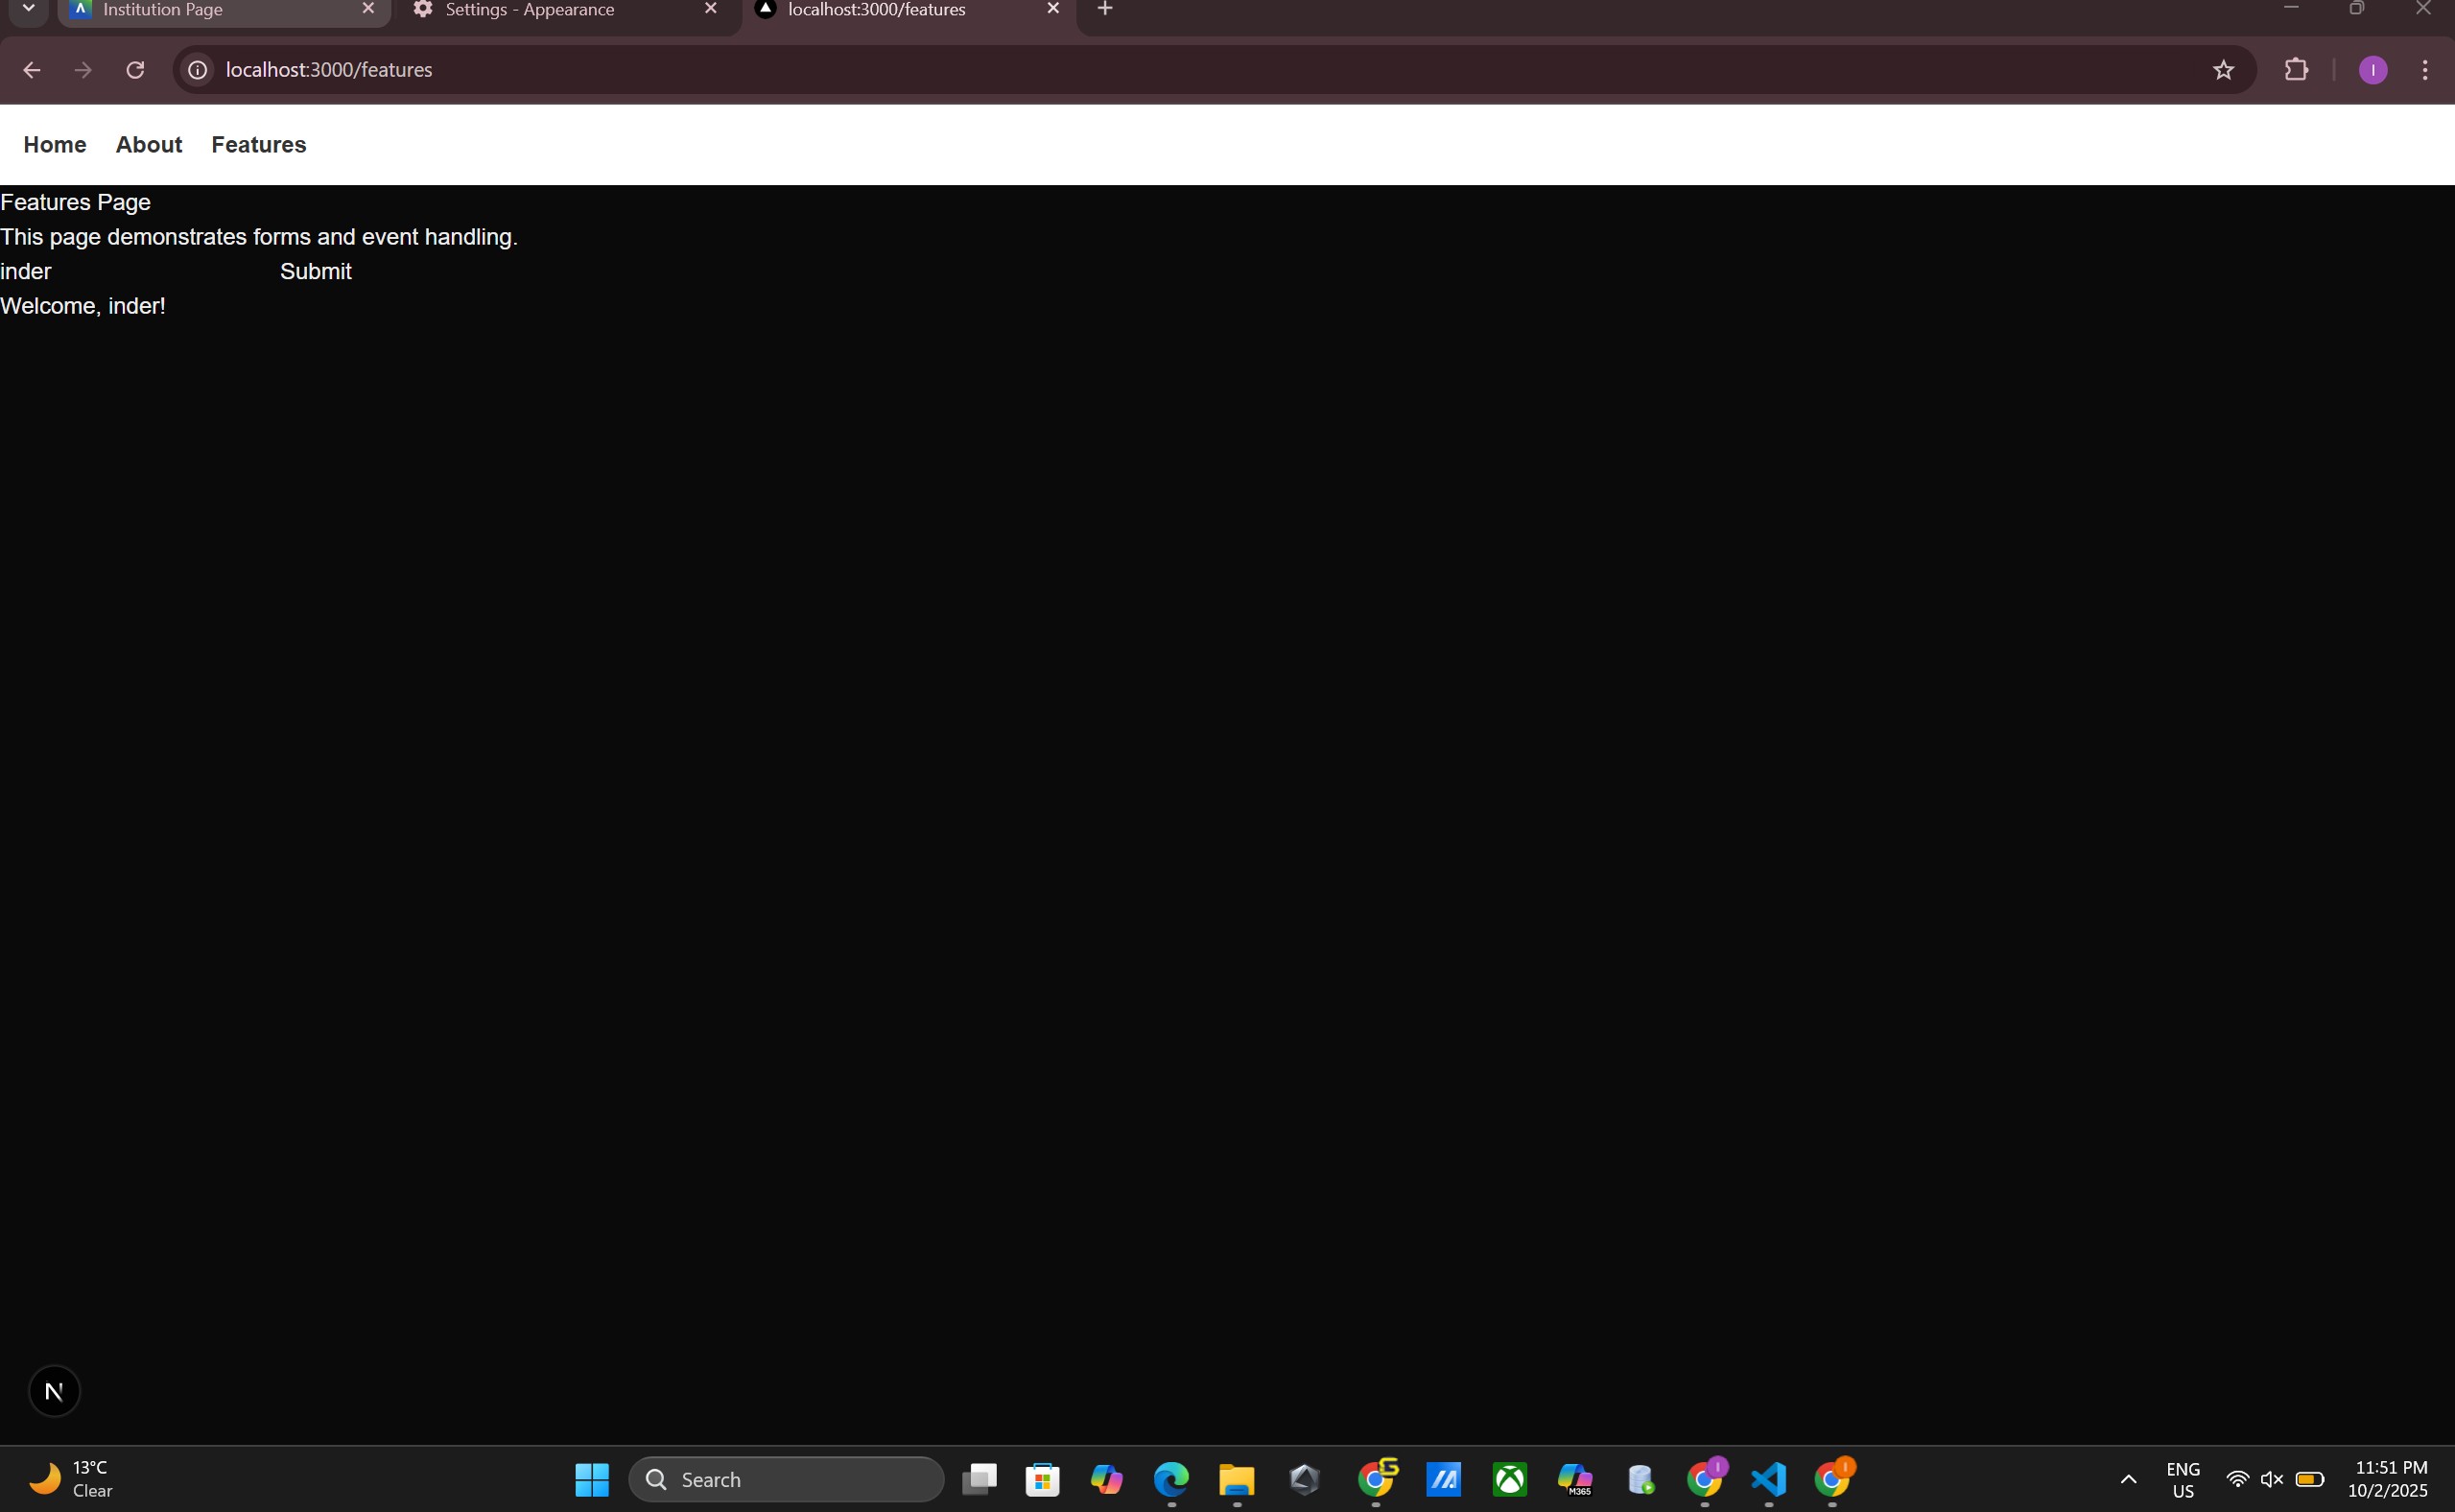 Institution Page
Settings - Appearance
localhost:3000/features
localhost:3000/features
I
Home About Features
Features Page
This page demonstrates forms and event handling.
inder Submit
Welcome, inder!
N
13°C
Clear
Search
M365
I
I
ENG
US
11:51 PM
10/2/2025